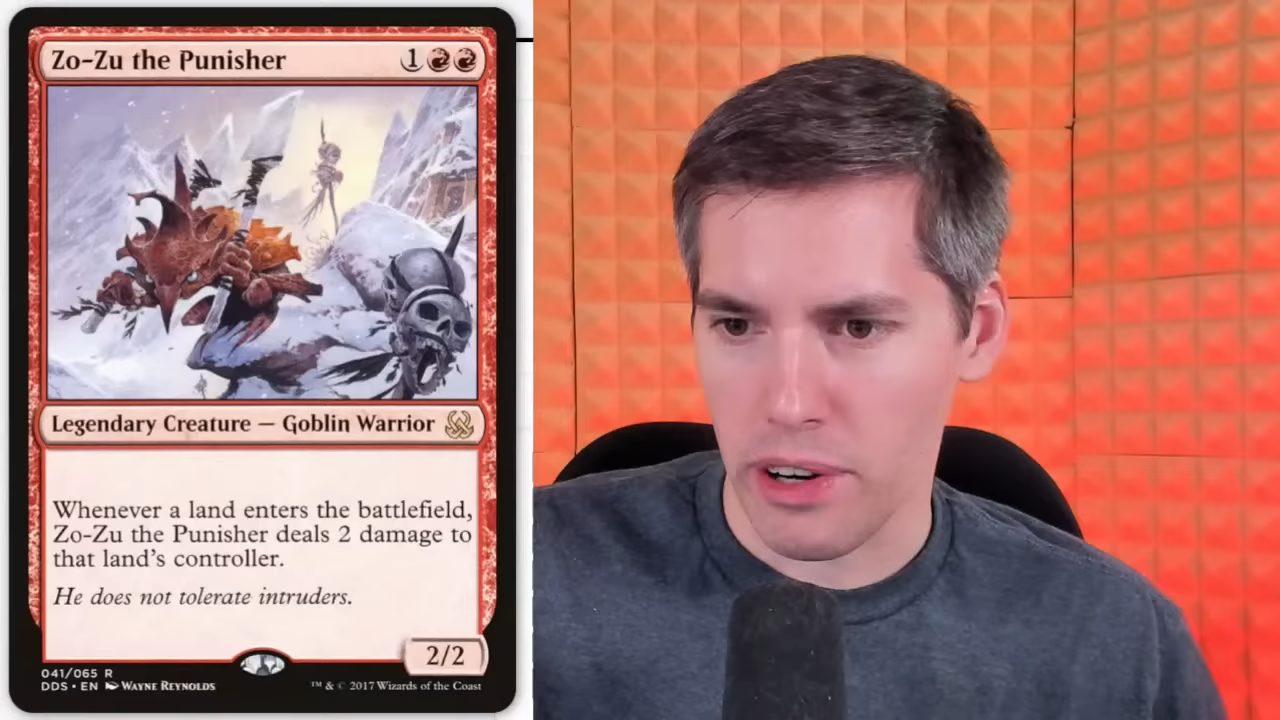 Zo-Zu the Punisher 1
Legendary Creature — Goblin Warrior
Whenever a land enters the battlefield,
Zo-Zu the Punisher deals 2 damage to
that land's controller.
He does not tolerate intruders.
2/2
041/065 R
DDS • EN Wayne Reynolds ™ & © 2017 Wizards of the Coast